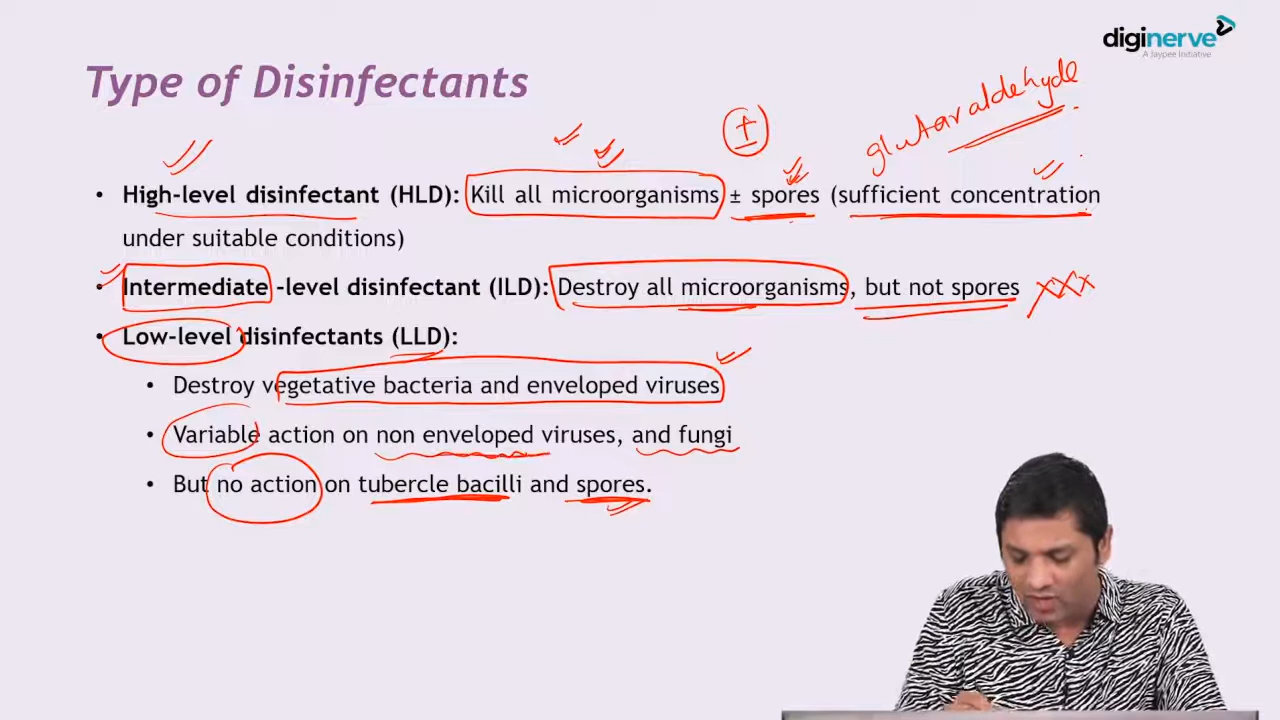 diginerve
A Jaypee Initiative
Type of Disinfectants
glutaraldehyde
±
• High-level disinfectant (HLD): Kill all microorganisms ± spores (sufficient concentration
under suitable conditions)
• Intermediate -level disinfectant (ILD): Destroy all microorganisms, but not spores xxx
• Low-level disinfectants (LLD):
• Destroy vegetative bacteria and enveloped viruses
• Variable action on non enveloped viruses, and fungi
• But no action on tubercle bacilli and spores.